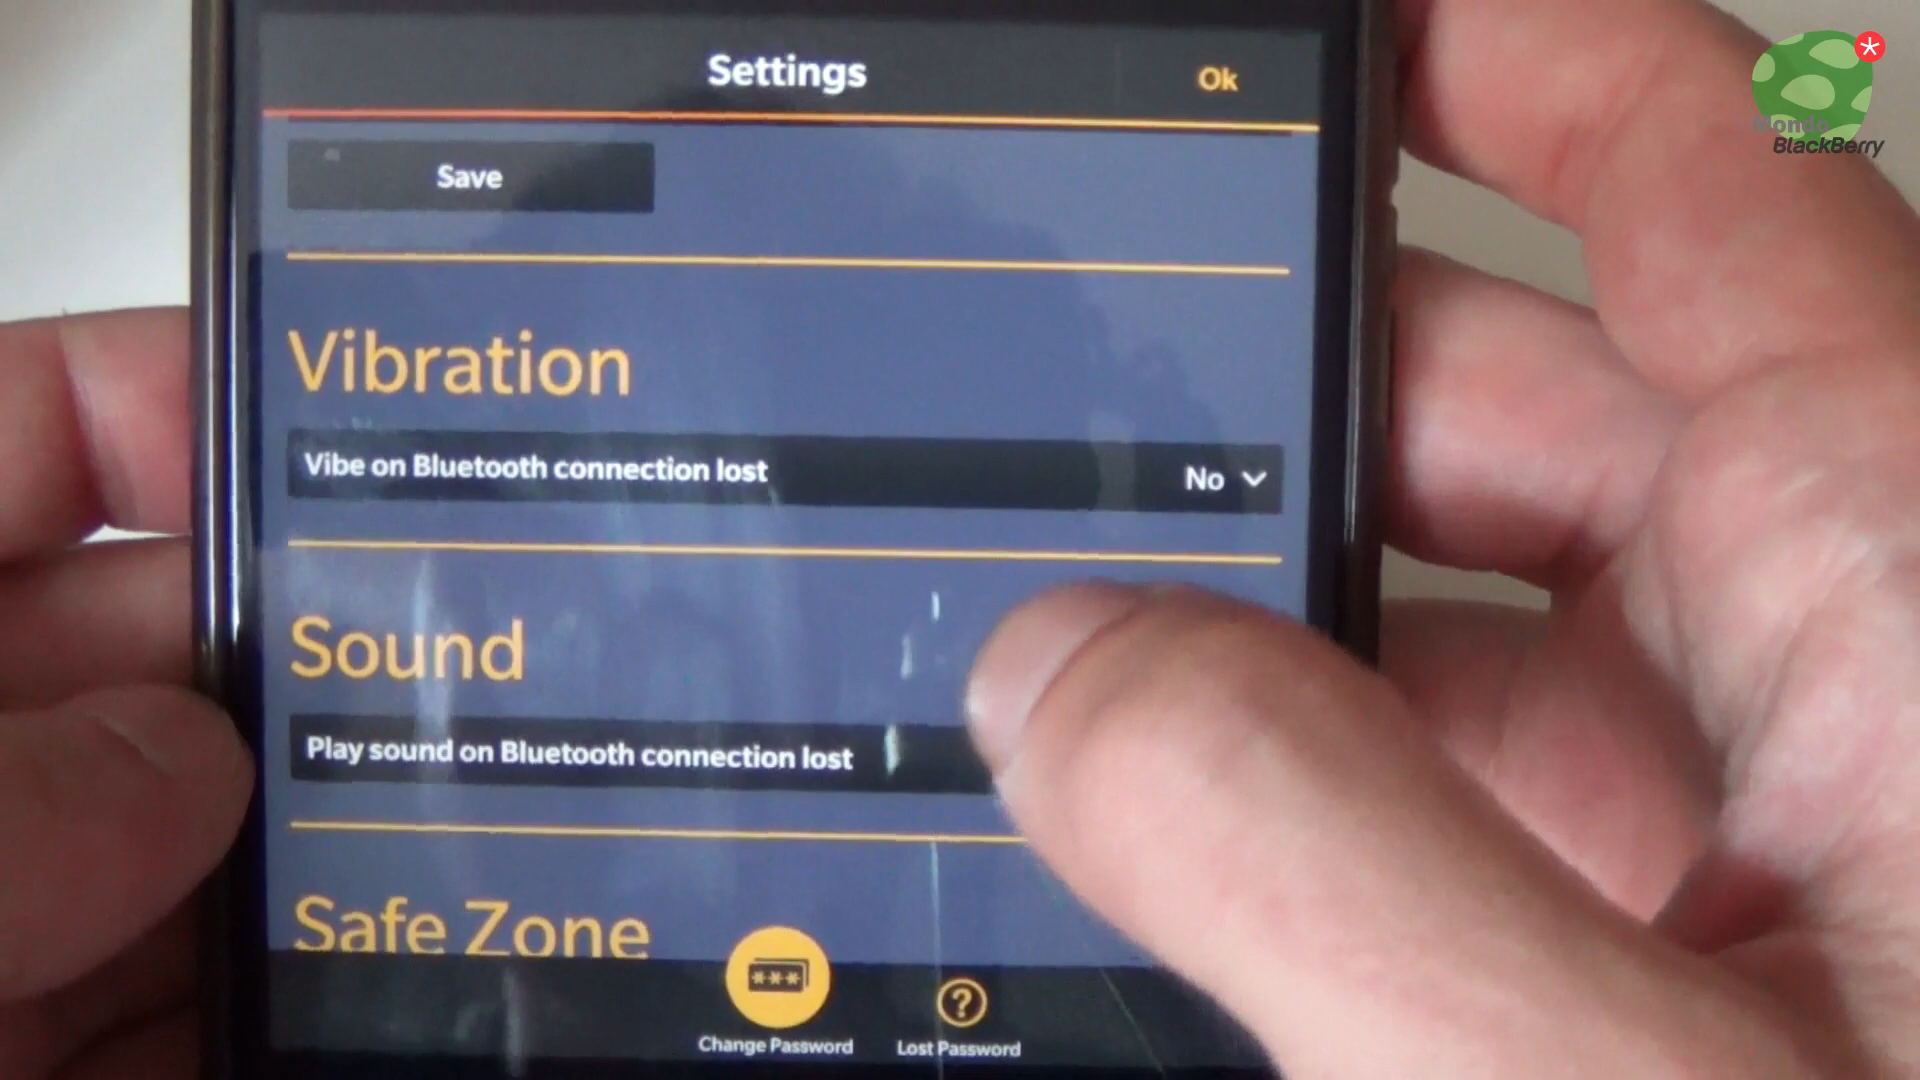 Settings
Ok
Mondo
BlackBerry
Save
Vibration
Vibe on Bluetooth connection lost
No
Sound
Play sound on Bluetooth connection lost
Safe Zone
***
?
Change Password
Lost Password